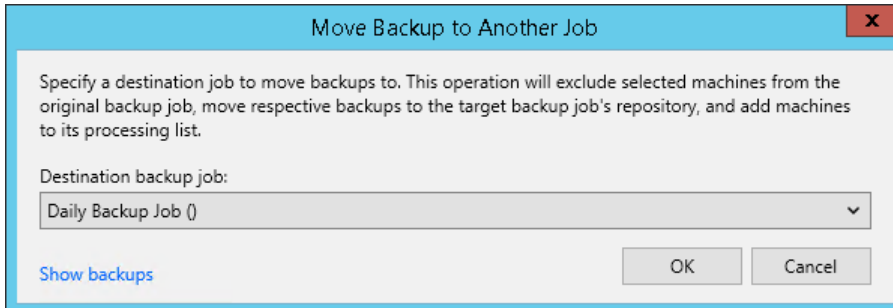 Move Backup to Another Job
x
Specify a destination job to move backups to. This operation will exclude selected machines from the
original backup job, move respective backups to the target backup job's repository, and add machines
to its processing list.
Destination backup job:
Daily Backup Job ()
Show backups
OK
Cancel